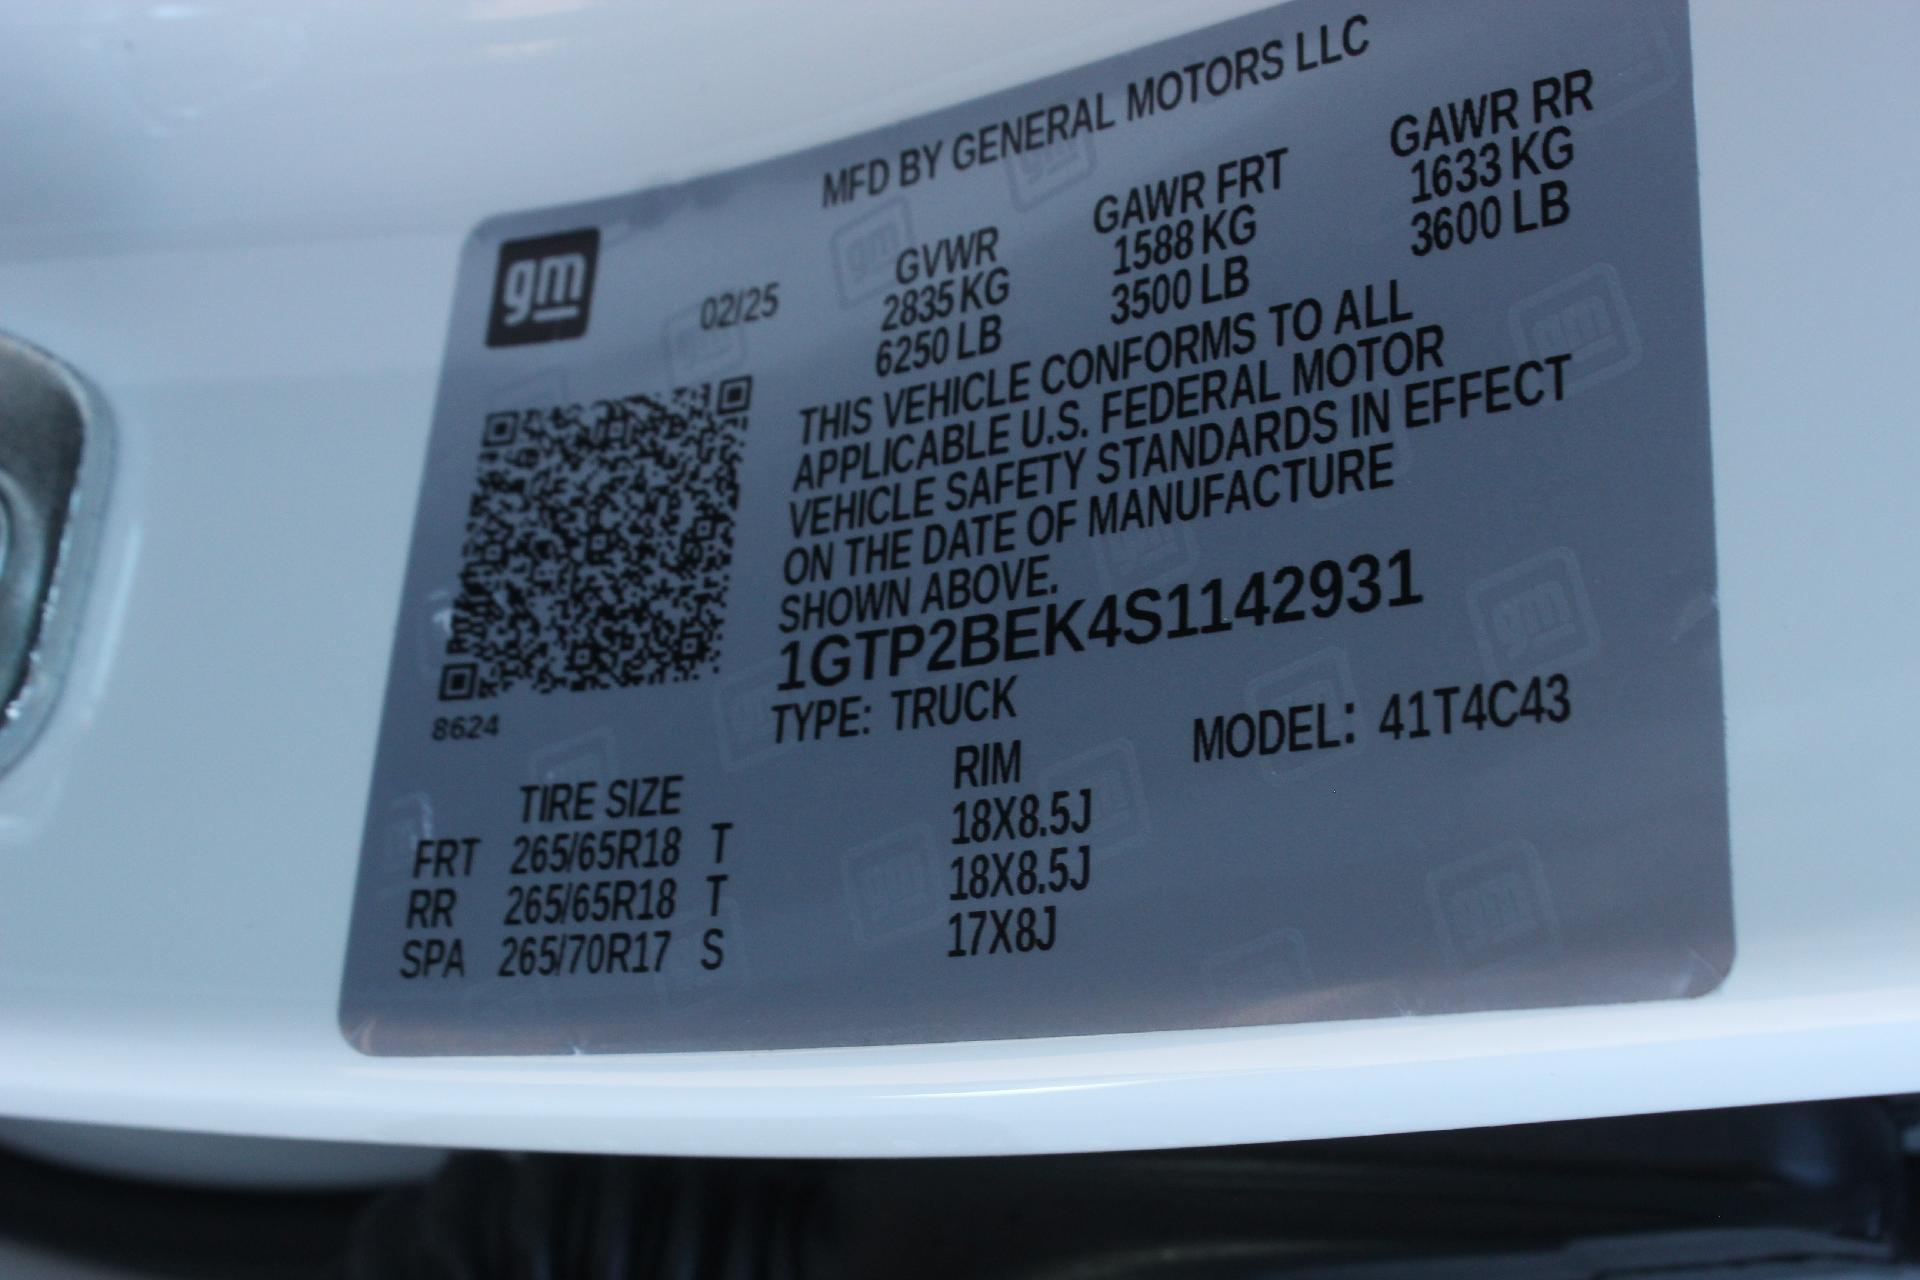 MFD BY GENERAL MOTORS LLC
gm
02/25
GVWR
2835 KG
6250 LB
GAWR FRT
1588 KG
3500 LB
GAWR RR
1633 KG
3600 LB
THIS VEHICLE CONFORMS TO ALL
APPLICABLE U.S. FEDERAL MOTOR
VEHICLE SAFETY STANDARDS IN EFFECT
ON THE DATE OF MANUFACTURE
SHOWN ABOVE.
1GTP2BEK4S1142931
8624
TYPE: TRUCK
MODEL: 41T4C43
TIRE SIZE RIM
FRT 265/65R18 T 18X8.5J
RR 265/65R18 T 18X8.5J
SPA 265/70R17 S 17X8J